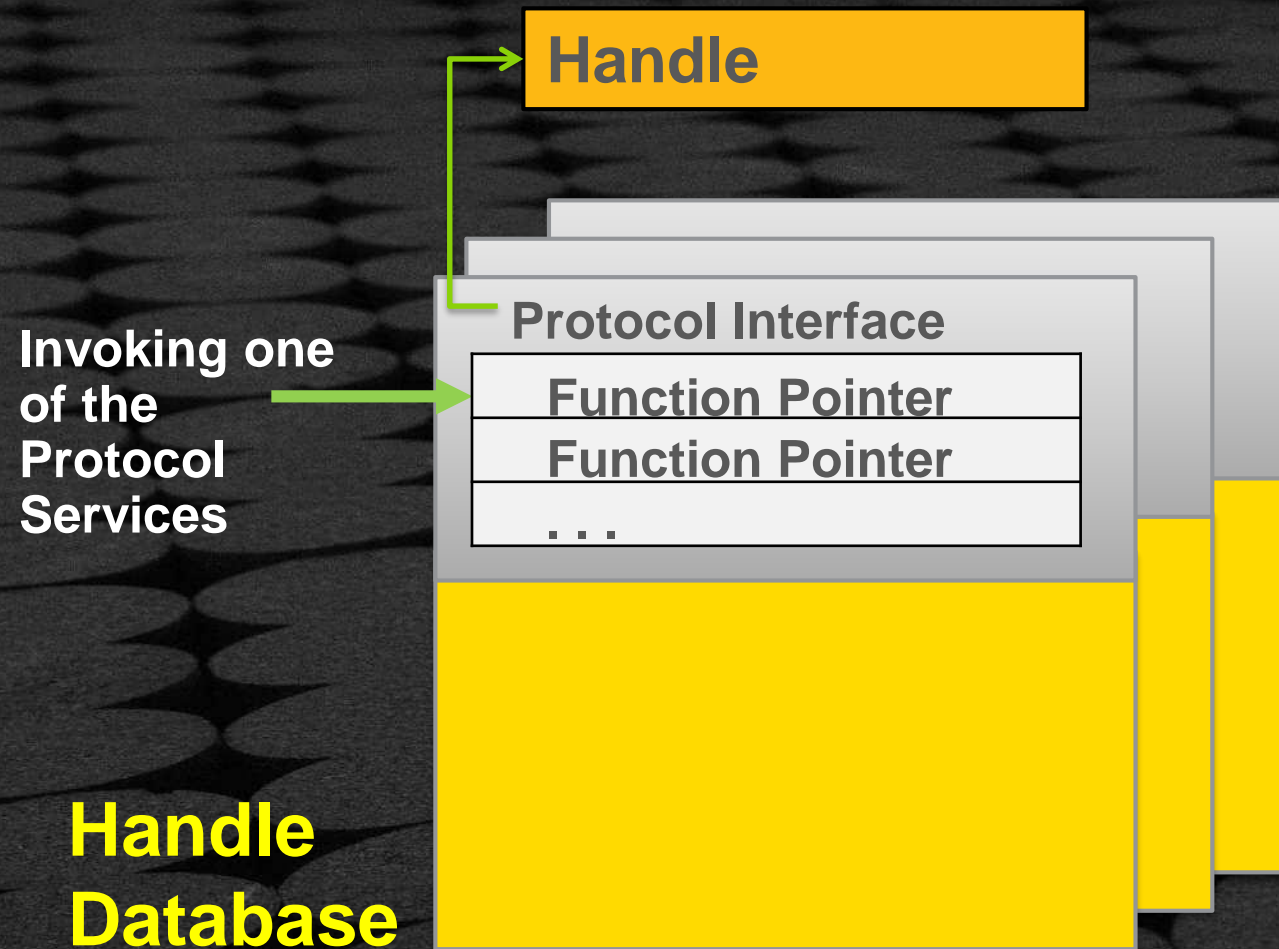 Handle
Protocol Interface
Invoking one
of the
Protocol
Services
Function Pointer
Function Pointer
. . .
Handle
Database